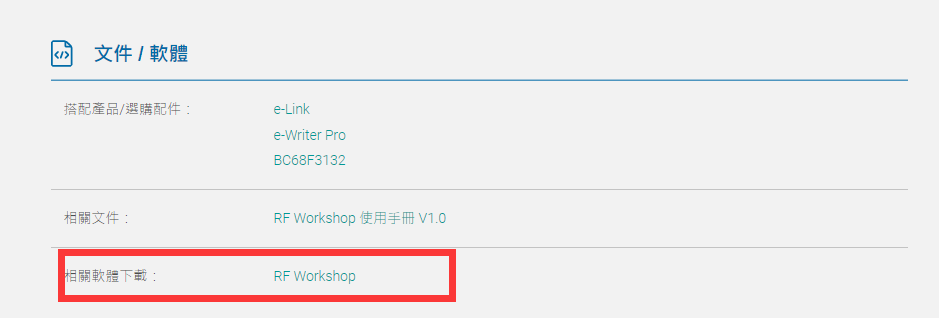 文件 / 軟體
搭配產品/選購配件：
e-Link
e-Writer Pro
BC68F3132
相關文件：
RF Workshop 使用手冊 V1.0
相關軟體下載：
RF Workshop